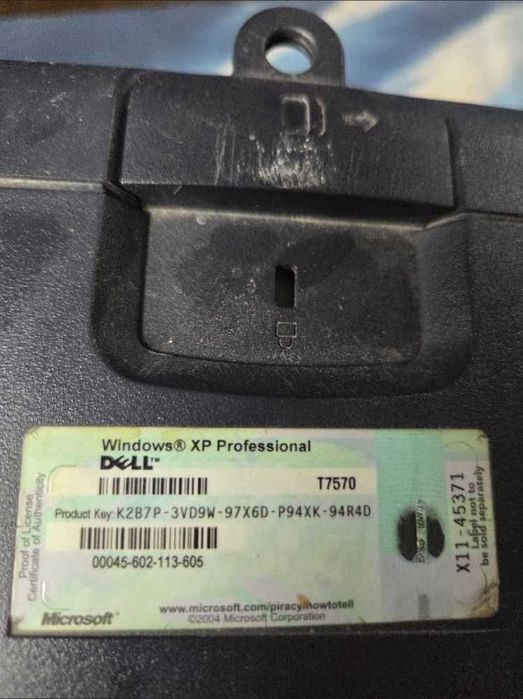 Windows® XP Professional
DELL™
T7570
Product Key: K2B7P-3VD9W-97X6D-P94XK-94R4D
00045-602-113-605
Proof of License
Certificate of Authenticity
X11-45371
Label not to
be sold separately
Microsoft®
www.microsoft.com/piracy/howtotell
©2004 Microsoft Corporation